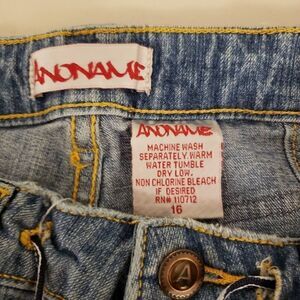 ANONAME
ANONAME
MACHINE WASH
SEPARATELY. WARM
WATER TUMBLE
DRY LOW.
NON CHLORINE BLEACH
IF DESIRED
RN# 110712
16
A